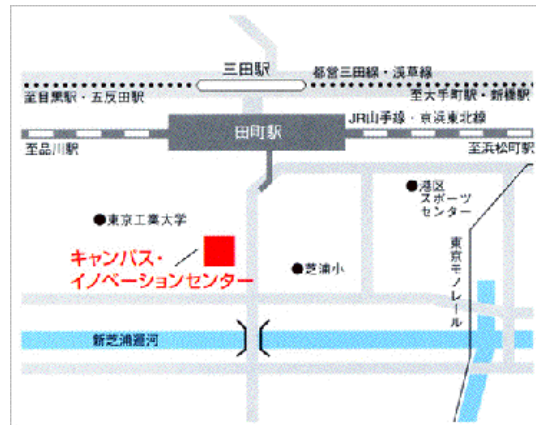 三田駅
都営三田線・浅草線
至目黒駅・五反田駅
至大手町駅・新橋駅
田町駅
JR山手線・京浜東北線
至品川駅
至浜松町駅
●港区
スポーツ
センター
●東京工業大学
キャンパス・
イノベーションセンター
●芝浦小
東京モノレール
新芝浦運河